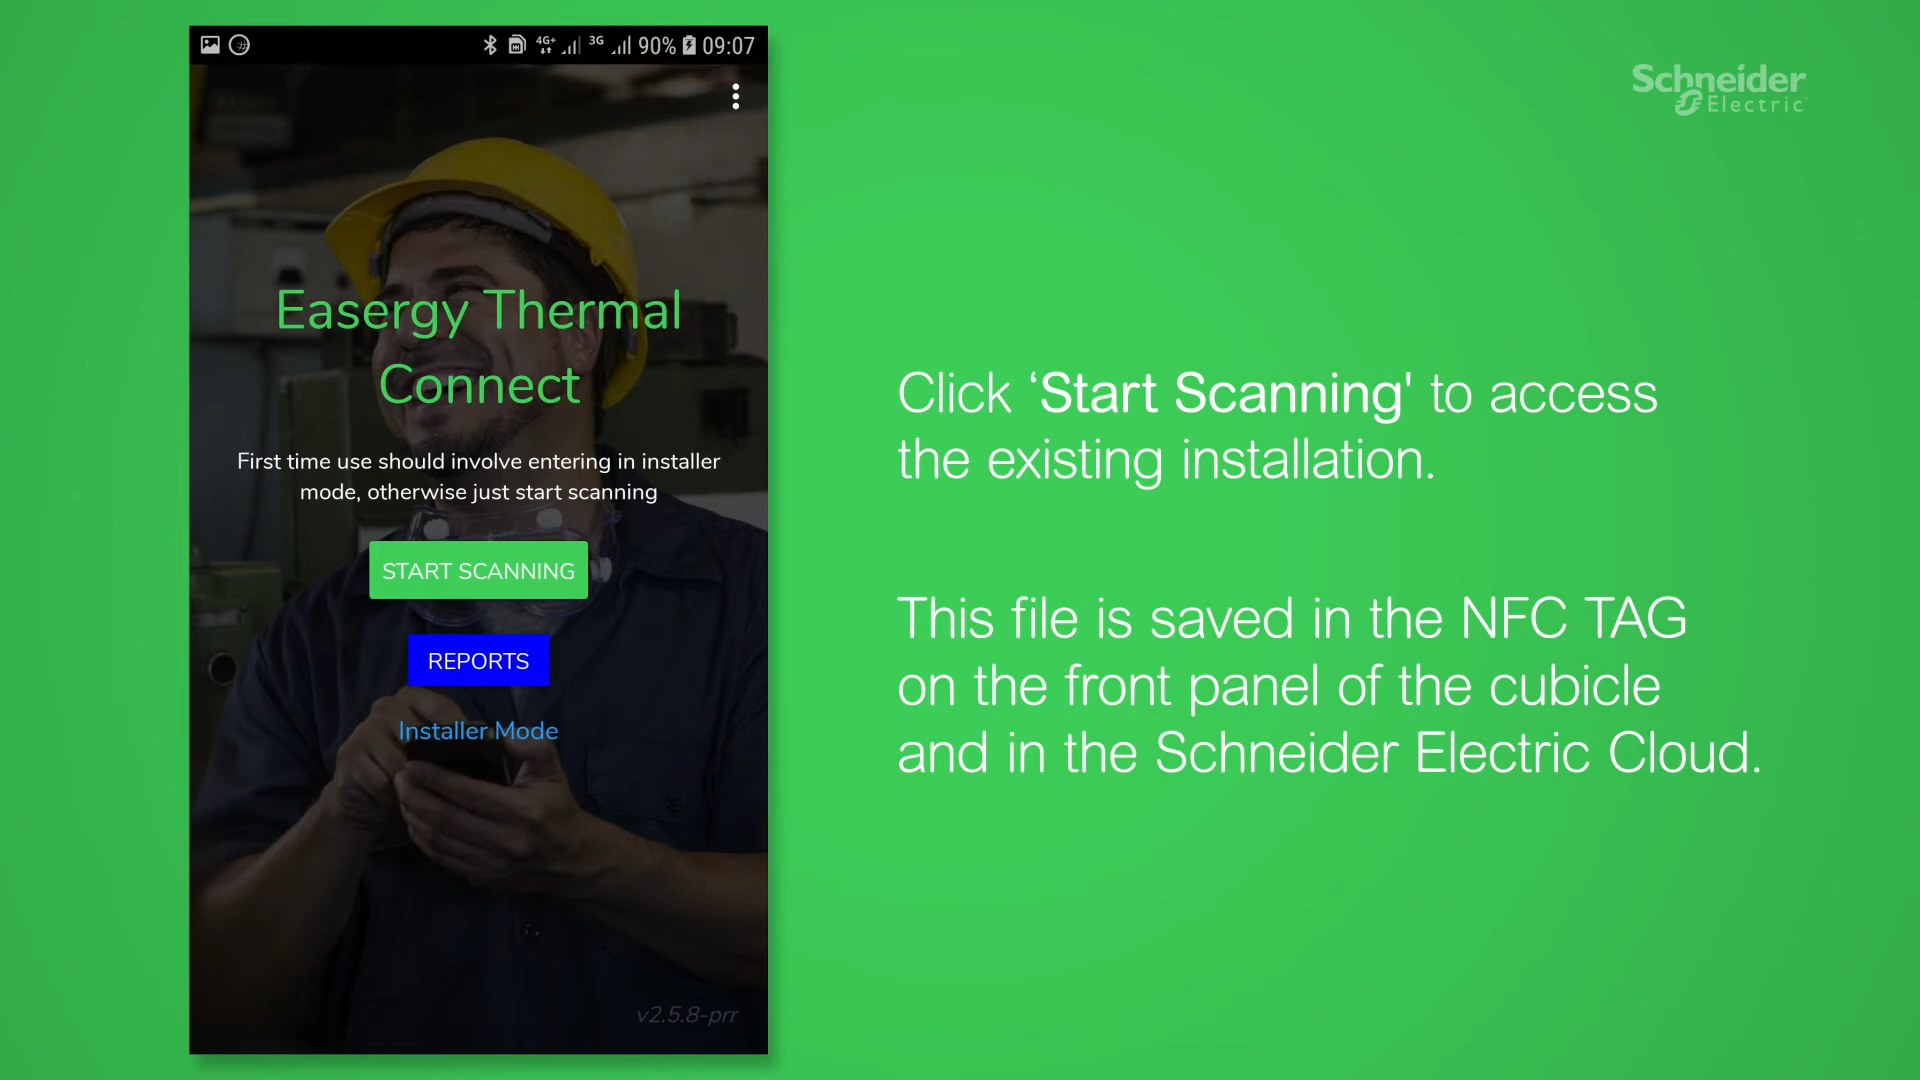 4G+ 3G 90% 09:07
Easergy Thermal
Connect
First time use should involve entering in installer
mode, otherwise just start scanning
START SCANNING
REPORTS
Installer Mode
v2.5.8-prr
Schneider
Electric
Click ‘Start Scanning' to access
the existing installation.
This file is saved in the NFC TAG
on the front panel of the cubicle
and in the Schneider Electric Cloud.